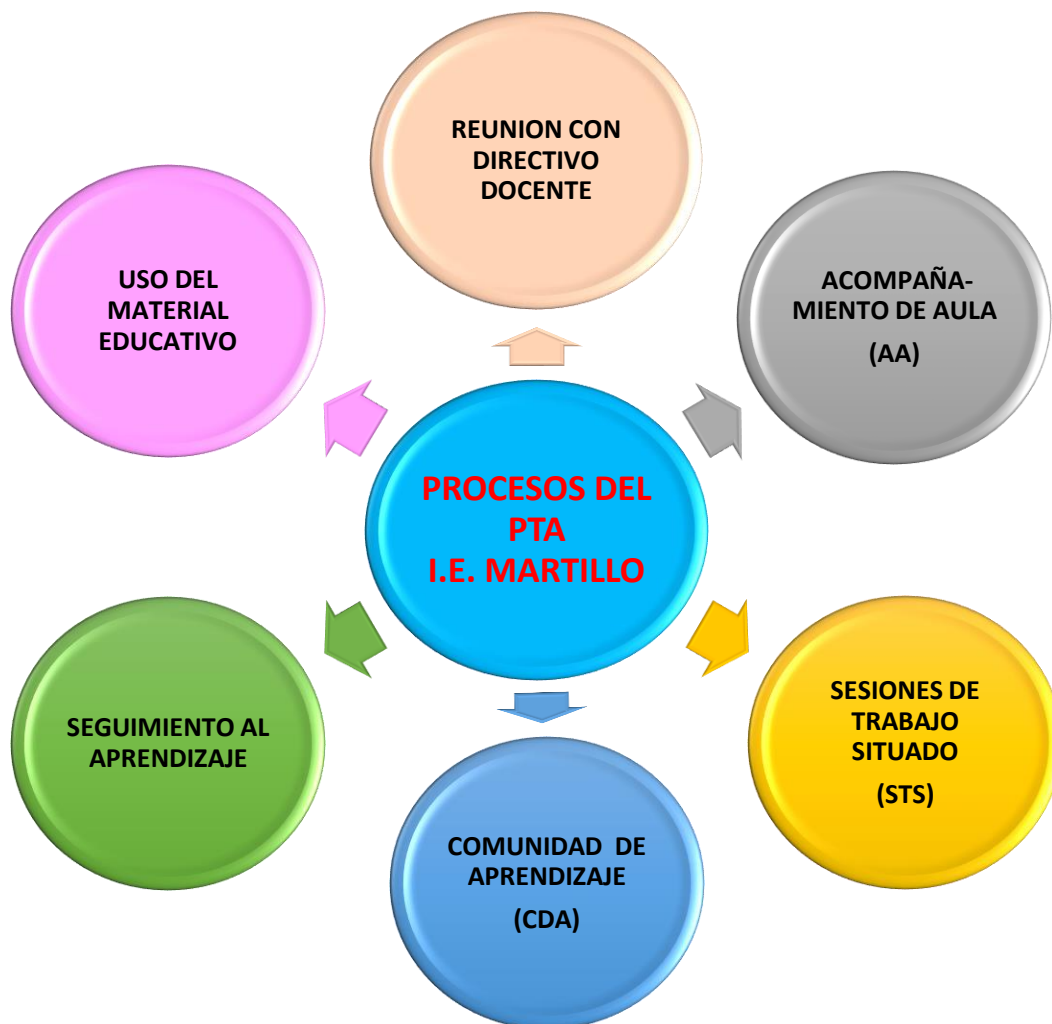 REUNION CON
DIRECTIVO
DOCENTE
USO DEL
MATERIAL
EDUCATIVO
ACOMPAÑA-
MIENTO DE AULA
(AA)
PROCESOS DEL
PTA
I.E. MARTILLO
SEGUIMIENTO AL
APRENDIZAJE
SESIONES DE
TRABAJO
SITUADO
(STS)
COMUNIDAD DE
APRENDIZAJE
(CDA)